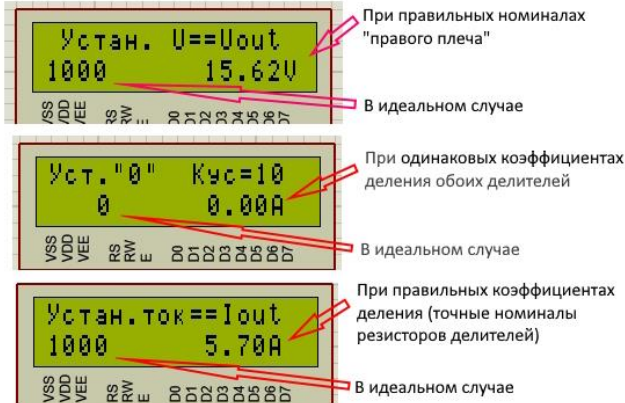 Устан. U==Uout
1000 15.62V
VSS VDD VEE RS RW E D0 D1 D2 D3 D4 D5 D6 D7
При правильных номиналах
"правого плеча"
В идеальном случае
Уст."0" Кус=10
0 0.00A
VSS VDD VEE RS RW E D0 D1 D2 D3 D4 D5 D6 D7
При одинаковых коэффициентах
деления обоих делителей
В идеальном случае
Устан.ток==Iout
1000 5.70A
VSS VDD VEE RS RW E D0 D1 D2 D3 D4 D5 D6 D7
При правильных коэффициентах
деления (точные номиналы
резисторов делителей)
В идеальном случае